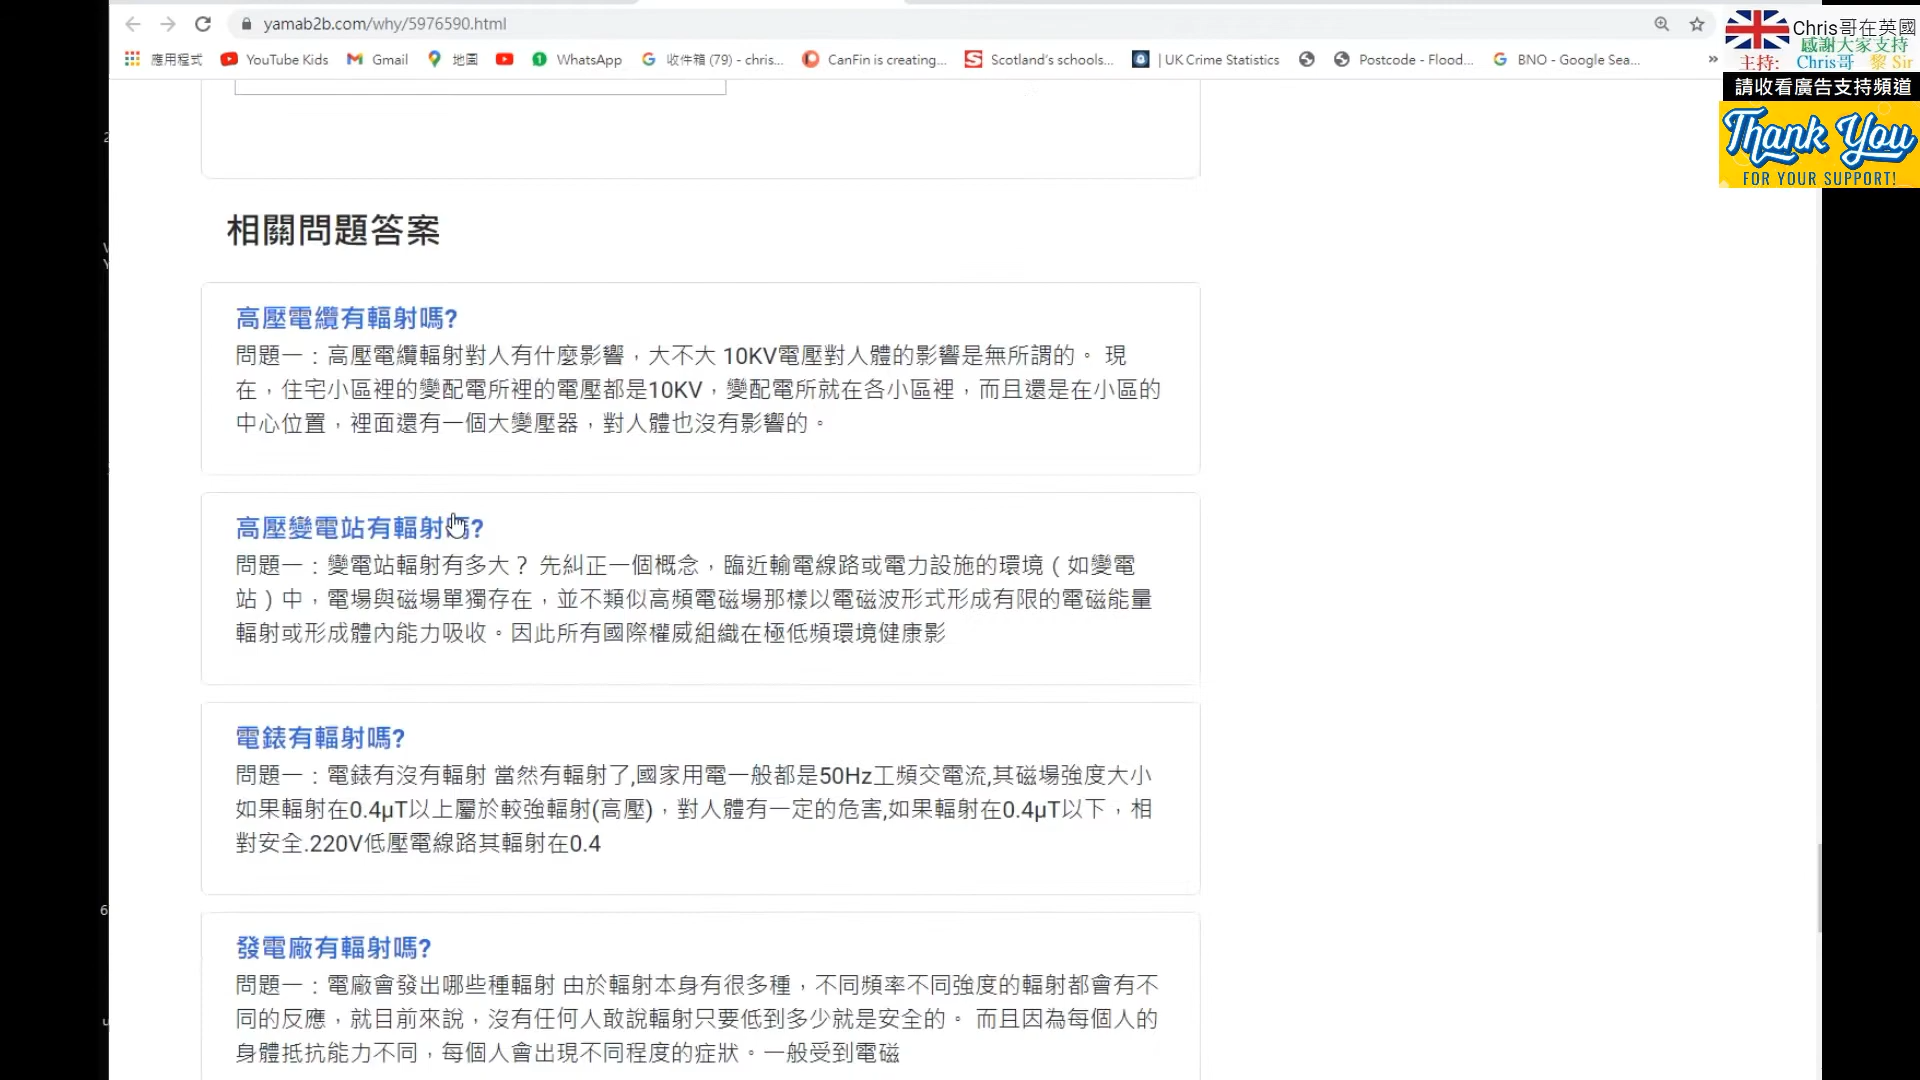 yamab2b.com/why/5976590.html
應用程式
YouTube Kids
Gmail
地圖
WhatsApp
收件箱 (79) - chris...
CanFin is creating...
Scotland's schools...
| UK Crime Statistics
Postcode - Flood...
BNO - Google Sea...
»
Chris哥在英國
感謝大家支持
主持: Chris哥 黎 Sir
請收看廣告支持頻道
Thank You
FOR YOUR SUPPORT!
相關問題答案
高壓電纜有輻射嗎?
問題一：高壓電纜輻射對人有什麼影響，大不大 10KV電壓對人體的影響是無所謂的。 現
在，住宅小區裡的變配電所裡的電壓都是10KV，變配電所就在各小區裡，而且還是在小區的
中心位置，裡面還有一個大變壓器，對人體也沒有影響的。
高壓變電站有輻射嗎?
問題一：變電站輻射有多大？ 先糾正一個概念，臨近輸電線路或電力設施的環境（如變電
站）中，電場與磁場單獨存在，並不類似高頻電磁場那樣以電磁波形式形成有限的電磁能量
輻射或形成體內能力吸收。因此所有國際權威組織在極低頻環境健康影
電錶有輻射嗎?
問題一：電錶有沒有輻射 當然有輻射了,國家用電一般都是50Hz工頻交電流,其磁場強度大小
如果輻射在0.4μT以上屬於較強輻射(高壓)，對人體有一定的危害,如果輻射在0.4μT以下，相
對安全.220V低壓電線路其輻射在0.4
發電廠有輻射嗎?
問題一：電廠會發出哪些種輻射 由於輻射本身有很多種，不同頻率不同強度的輻射都會有不
同的反應，就目前來說，沒有任何人敢說輻射只要低到多少就是安全的。 而且因為每個人的
身體抵抗能力不同，每個人會出現不同程度的症狀。一般受到電磁